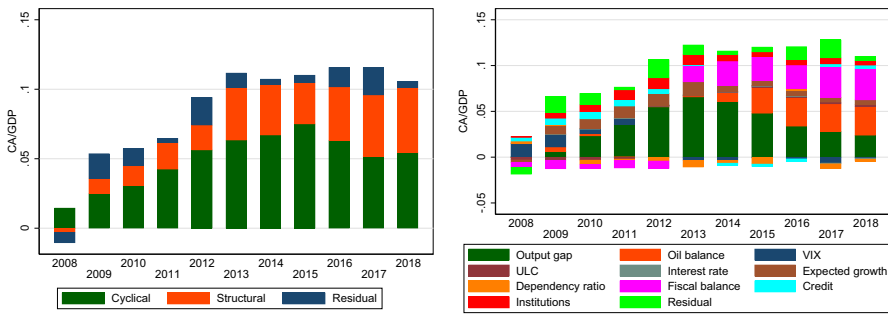 .15
.1
.05
0
CA/GDP
2008 2010 2012 2014 2016 2018
2009 2011 2013 2015 2017
Cyclical Structural Residual
.15
.1
.05
0
-.05
CA/GDP
2008 2010 2012 2014 2016 2018
2009 2011 2013 2015 2017
Output gap Oil balance VIX
ULC Interest rate Expected growth
Dependency ratio Fiscal balance Credit
Institutions Residual